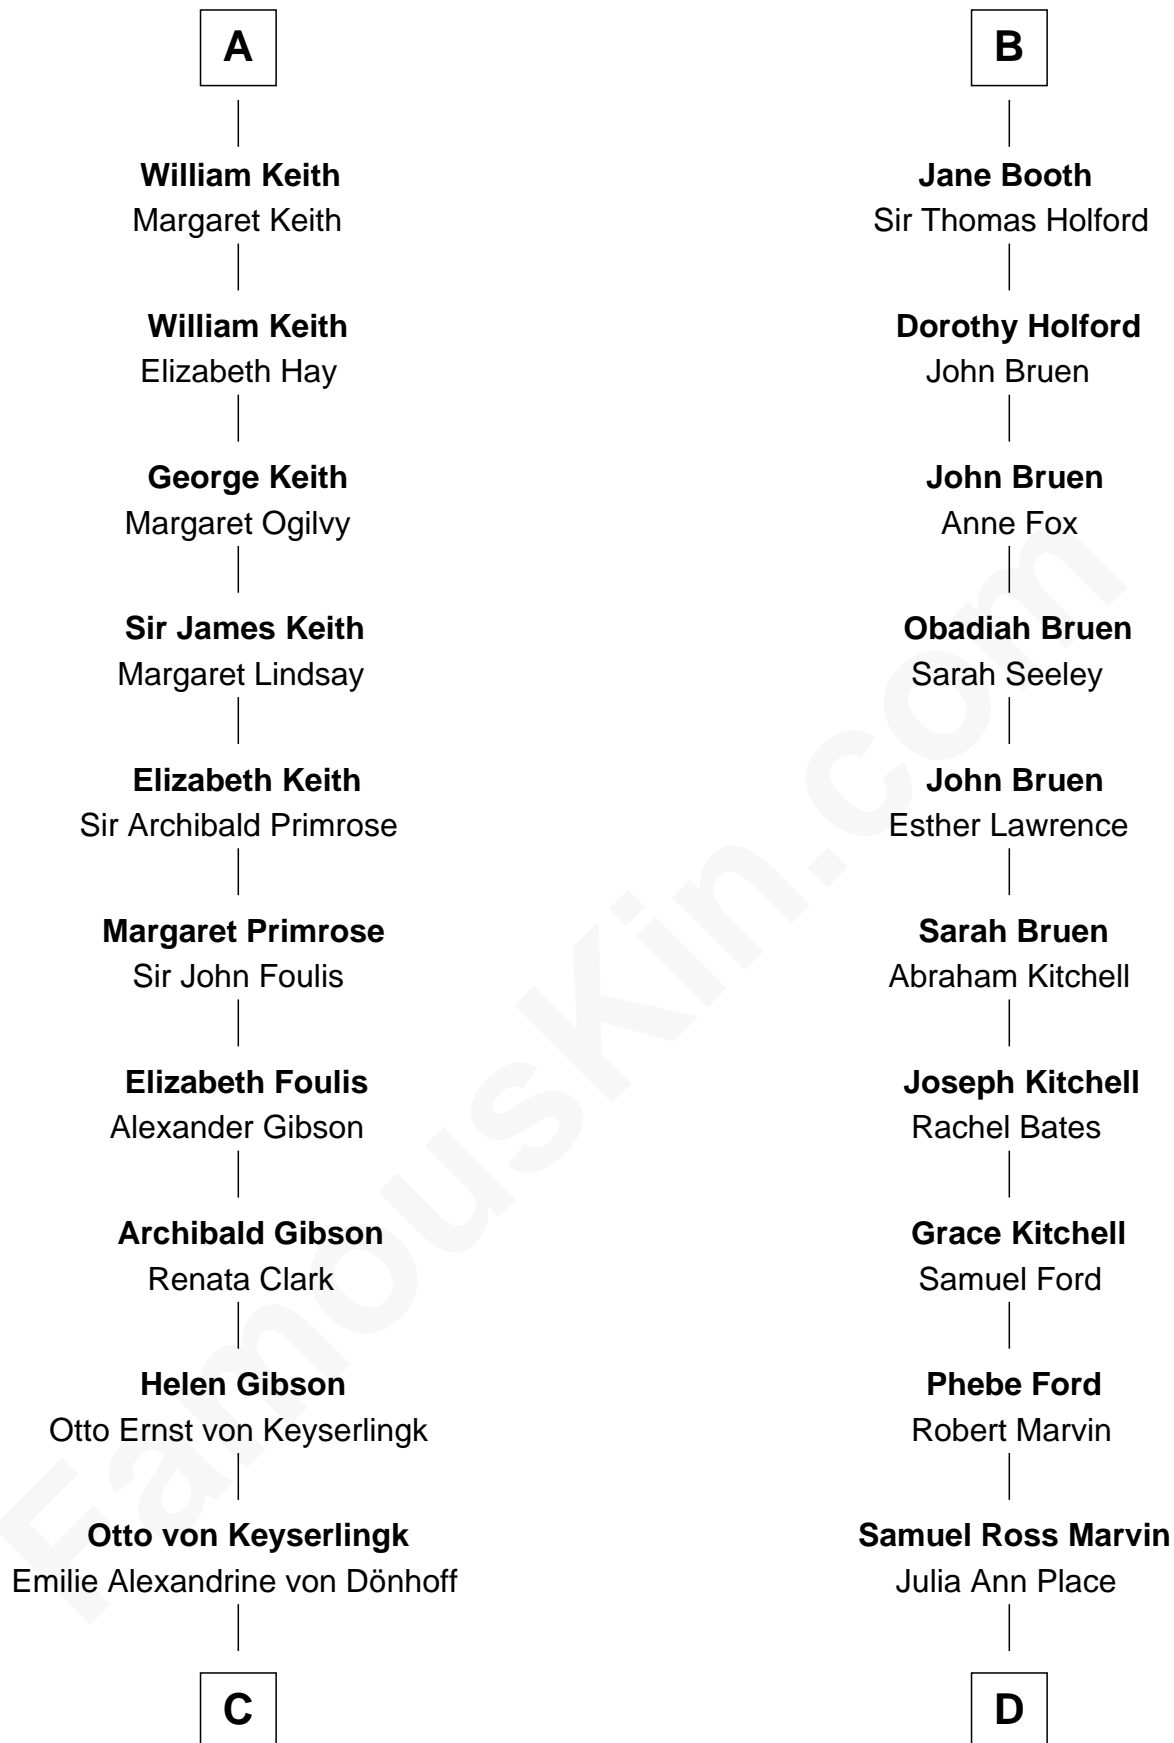 A
William Keith
Margaret Keith
William Keith
Elizabeth Hay
George Keith
Margaret Ogilvy
Sir James Keith
Margaret Lindsay
Elizabeth Keith
Sir Archibald Primrose
Margaret Primrose
Sir John Foulis
Elizabeth Foulis
Alexander Gibson
Archibald Gibson
Renata Clark
Helen Gibson
Otto Ernst von Keyserlingk
Otto von Keyserlingk
Emilie Alexandrine von Dönhoff
C
B
Jane Booth
Sir Thomas Holford
Dorothy Holford
John Bruen
John Bruen
Anne Fox
Obadiah Bruen
Sarah Seeley
John Bruen
Esther Lawrence
Sarah Bruen
Abraham Kitchell
Joseph Kitchell
Rachel Bates
Grace Kitchell
Samuel Ford
Phebe Ford
Robert Marvin
Samuel Ross Marvin
Julia Ann Place
D
FamousKin.com